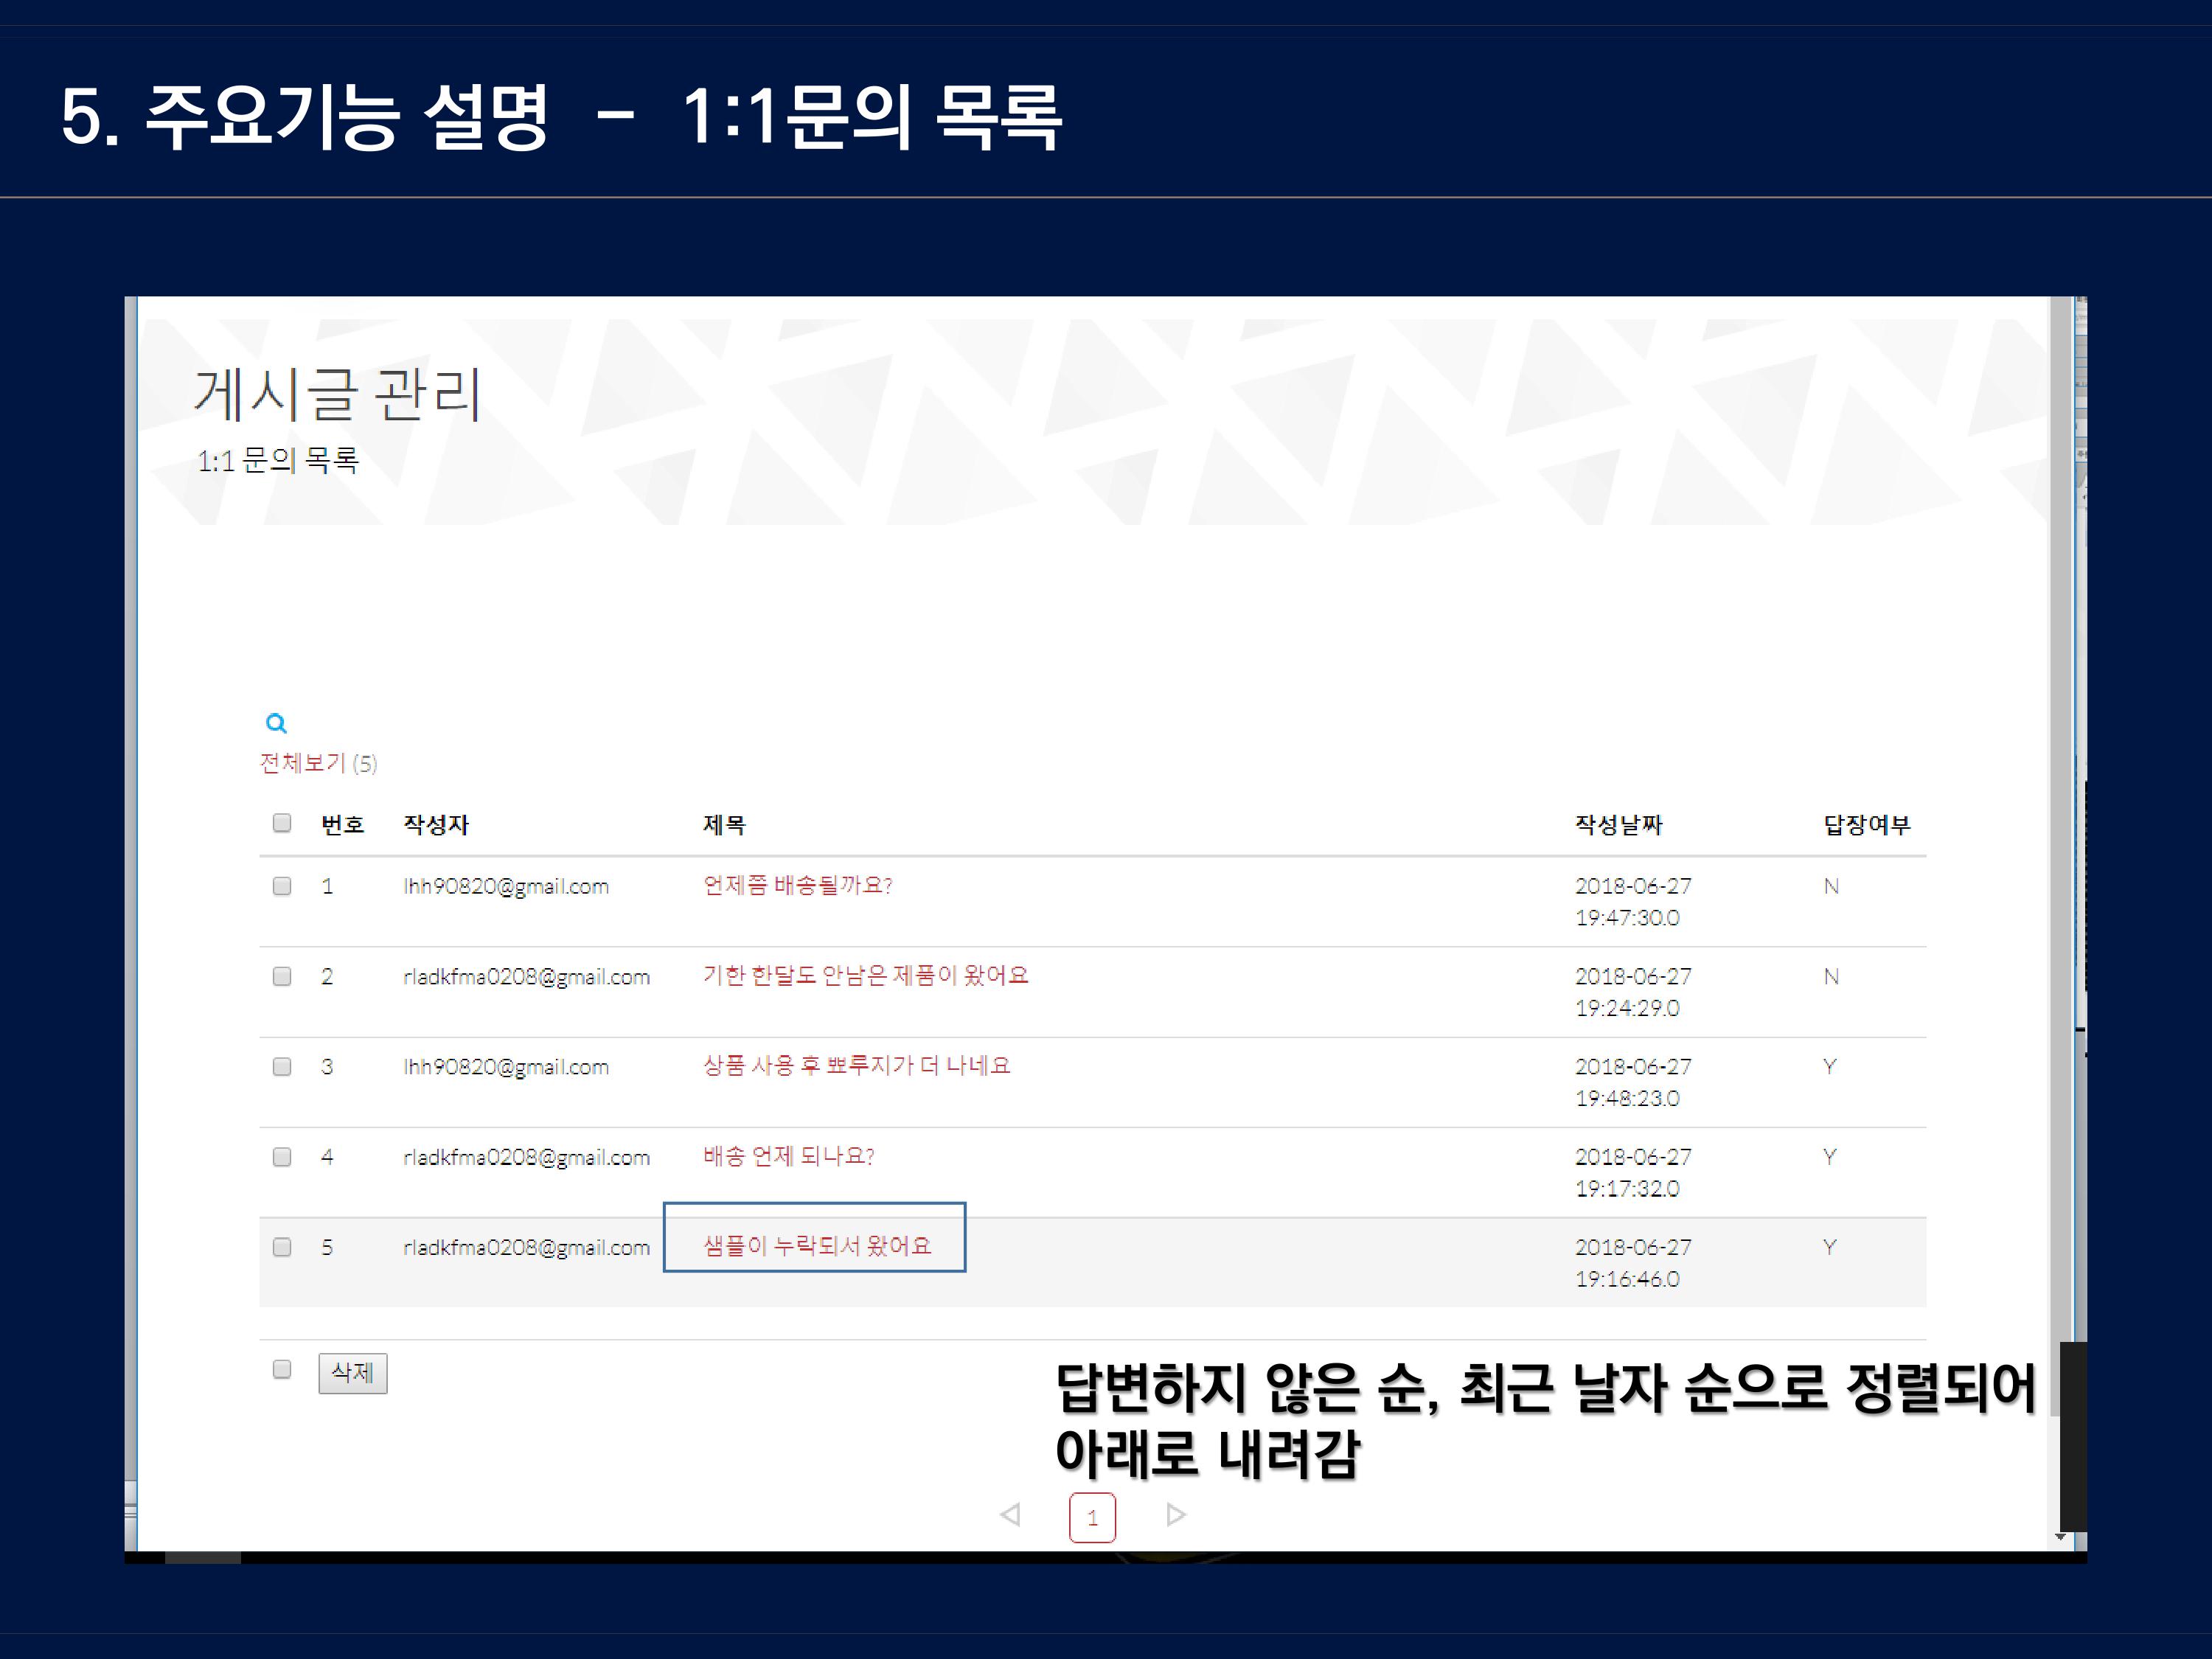 5. 주요기능 설명 - 1:1문의 목록
게시글 관리
1:1 문의 목록
전체보기 (5)
번호 작성자 제목 작성날짜 답장여부
1 lhh90820@gmail.com 언제쯤 배송될까요? 2018-06-27 N
19:47:30.0
2 rladkfma0208@gmail.com 기한 한달도 안남은 제품이 왔어요 2018-06-27 N
19:24:29.0
3 lhh90820@gmail.com 상품 사용 후 뾰루지가 더 나네요 2018-06-27 Y
19:48:23.0
4 rladkfma0208@gmail.com 배송 언제 되나요? 2018-06-27 Y
19:17:32.0
5 rladkfma0208@gmail.com 샘플이 누락되서 왔어요 2018-06-27 Y
19:16:46.0
삭제
답변하지 않은 순, 최근 날자 순으로 정렬되어
아래로 내려감
1